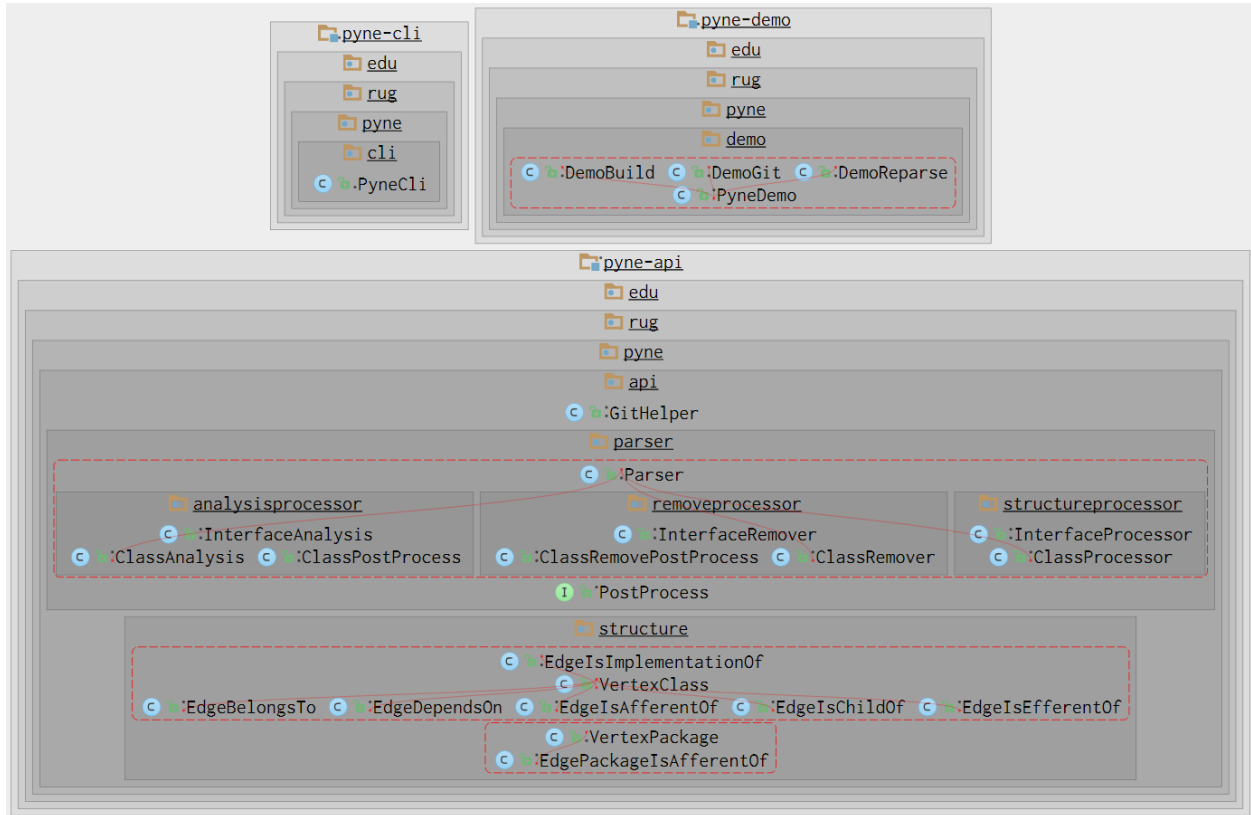 pyne-cli
edu
rug
pyne
cli
PyneCli
pyne-demo
edu
rug
pyne
demo
DemoBuild DemoGit DemoReparse
PyneDemo
pyne-api
edu
rug
pyne
api
GitHelper
parser
Parser
analysisprocessor
InterfaceAnalysis
ClassAnalysis ClassPostProcess
removeprocessor
InterfaceRemover
ClassRemovePostProcess ClassRemover
structureprocessor
InterfaceProcessor
ClassProcessor
PostProcess
structure
EdgeIsImplementationOf
VertexClass
EdgeBelongsTo EdgeDependsOn EdgeIsAfferentOf EdgeIsChildOf EdgeIsEfferentOf
VertexPackage
EdgePackageIsAfferentOf